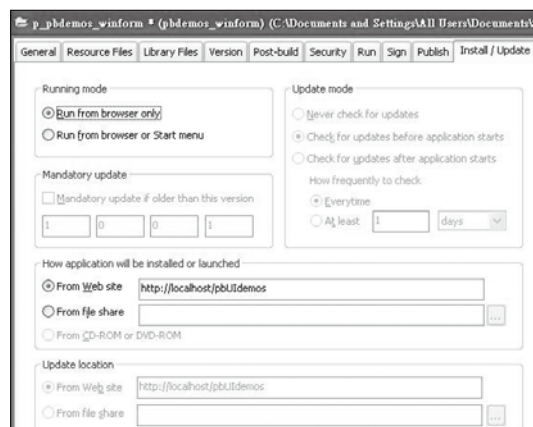 p_pbdemos_winform * (pbdemos_winform) (C:\Documents and Settings\All Users\Documents\
General Resource Files Library Files Version Post-build Security Run Sign Publish Install / Update
Running mode
Run from browser only
Run from browser or Start menu
Update mode
Never check for updates
Check for updates before application starts
Check for updates after application starts
How frequently to check
Everytime
At least 1 days
Mandatory update
Mandatory update if older than this version
1 0 0 1
How application will be installed or launched
From Web site http://localhost/pbUIdemos
From file share ...
From CD-ROM or DVD-ROM
Update location
From Web site http://localhost/pbUIdemos
From file share ...